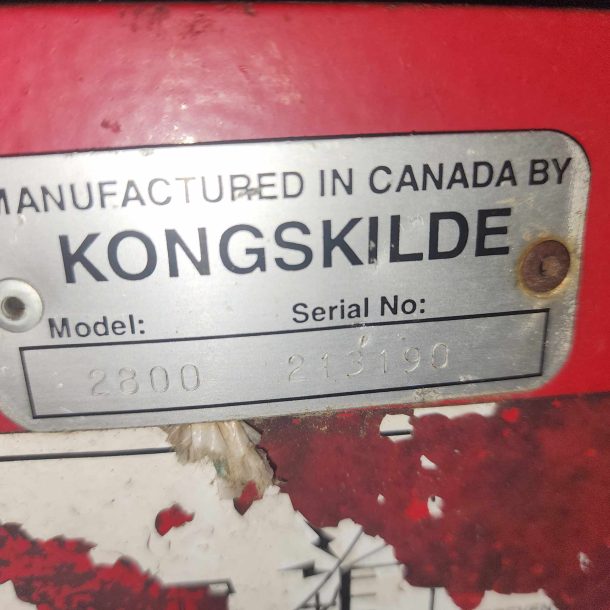 MANUFACTURED IN CANADA BY
KONGSKILDE
Model: Serial No:
2800 213190